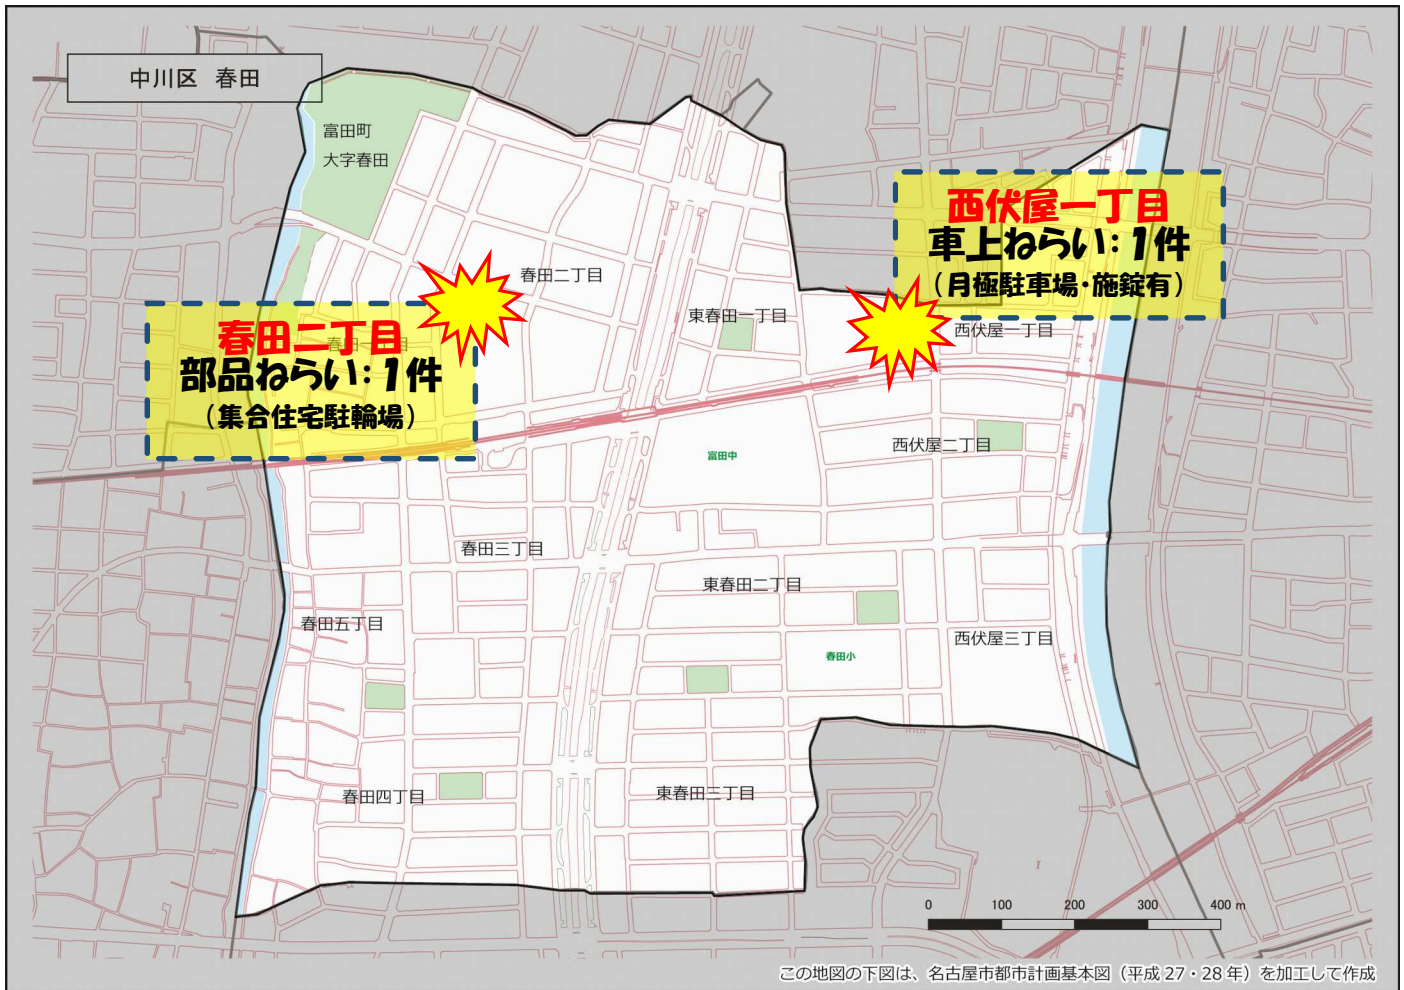 中川区 春田
富田町
大字春田
西伏屋一丁目
車上ねらい：1件
（月極駐車場・施錠有）
春田二丁目
東春田一丁目
西伏屋一丁目
春田二丁目
春田一丁目
部品ねらい：1件
（集合住宅駐輪場）
西伏屋二丁目
富田中
春田三丁目
東春田二丁目
春田五丁目
西伏屋三丁目
春田小
春田四丁目
東春田三丁目
0 100 200 300 400 m
この地図の下図は、名古屋市都市計画基本図（平成 27・28 年）を加工して作成